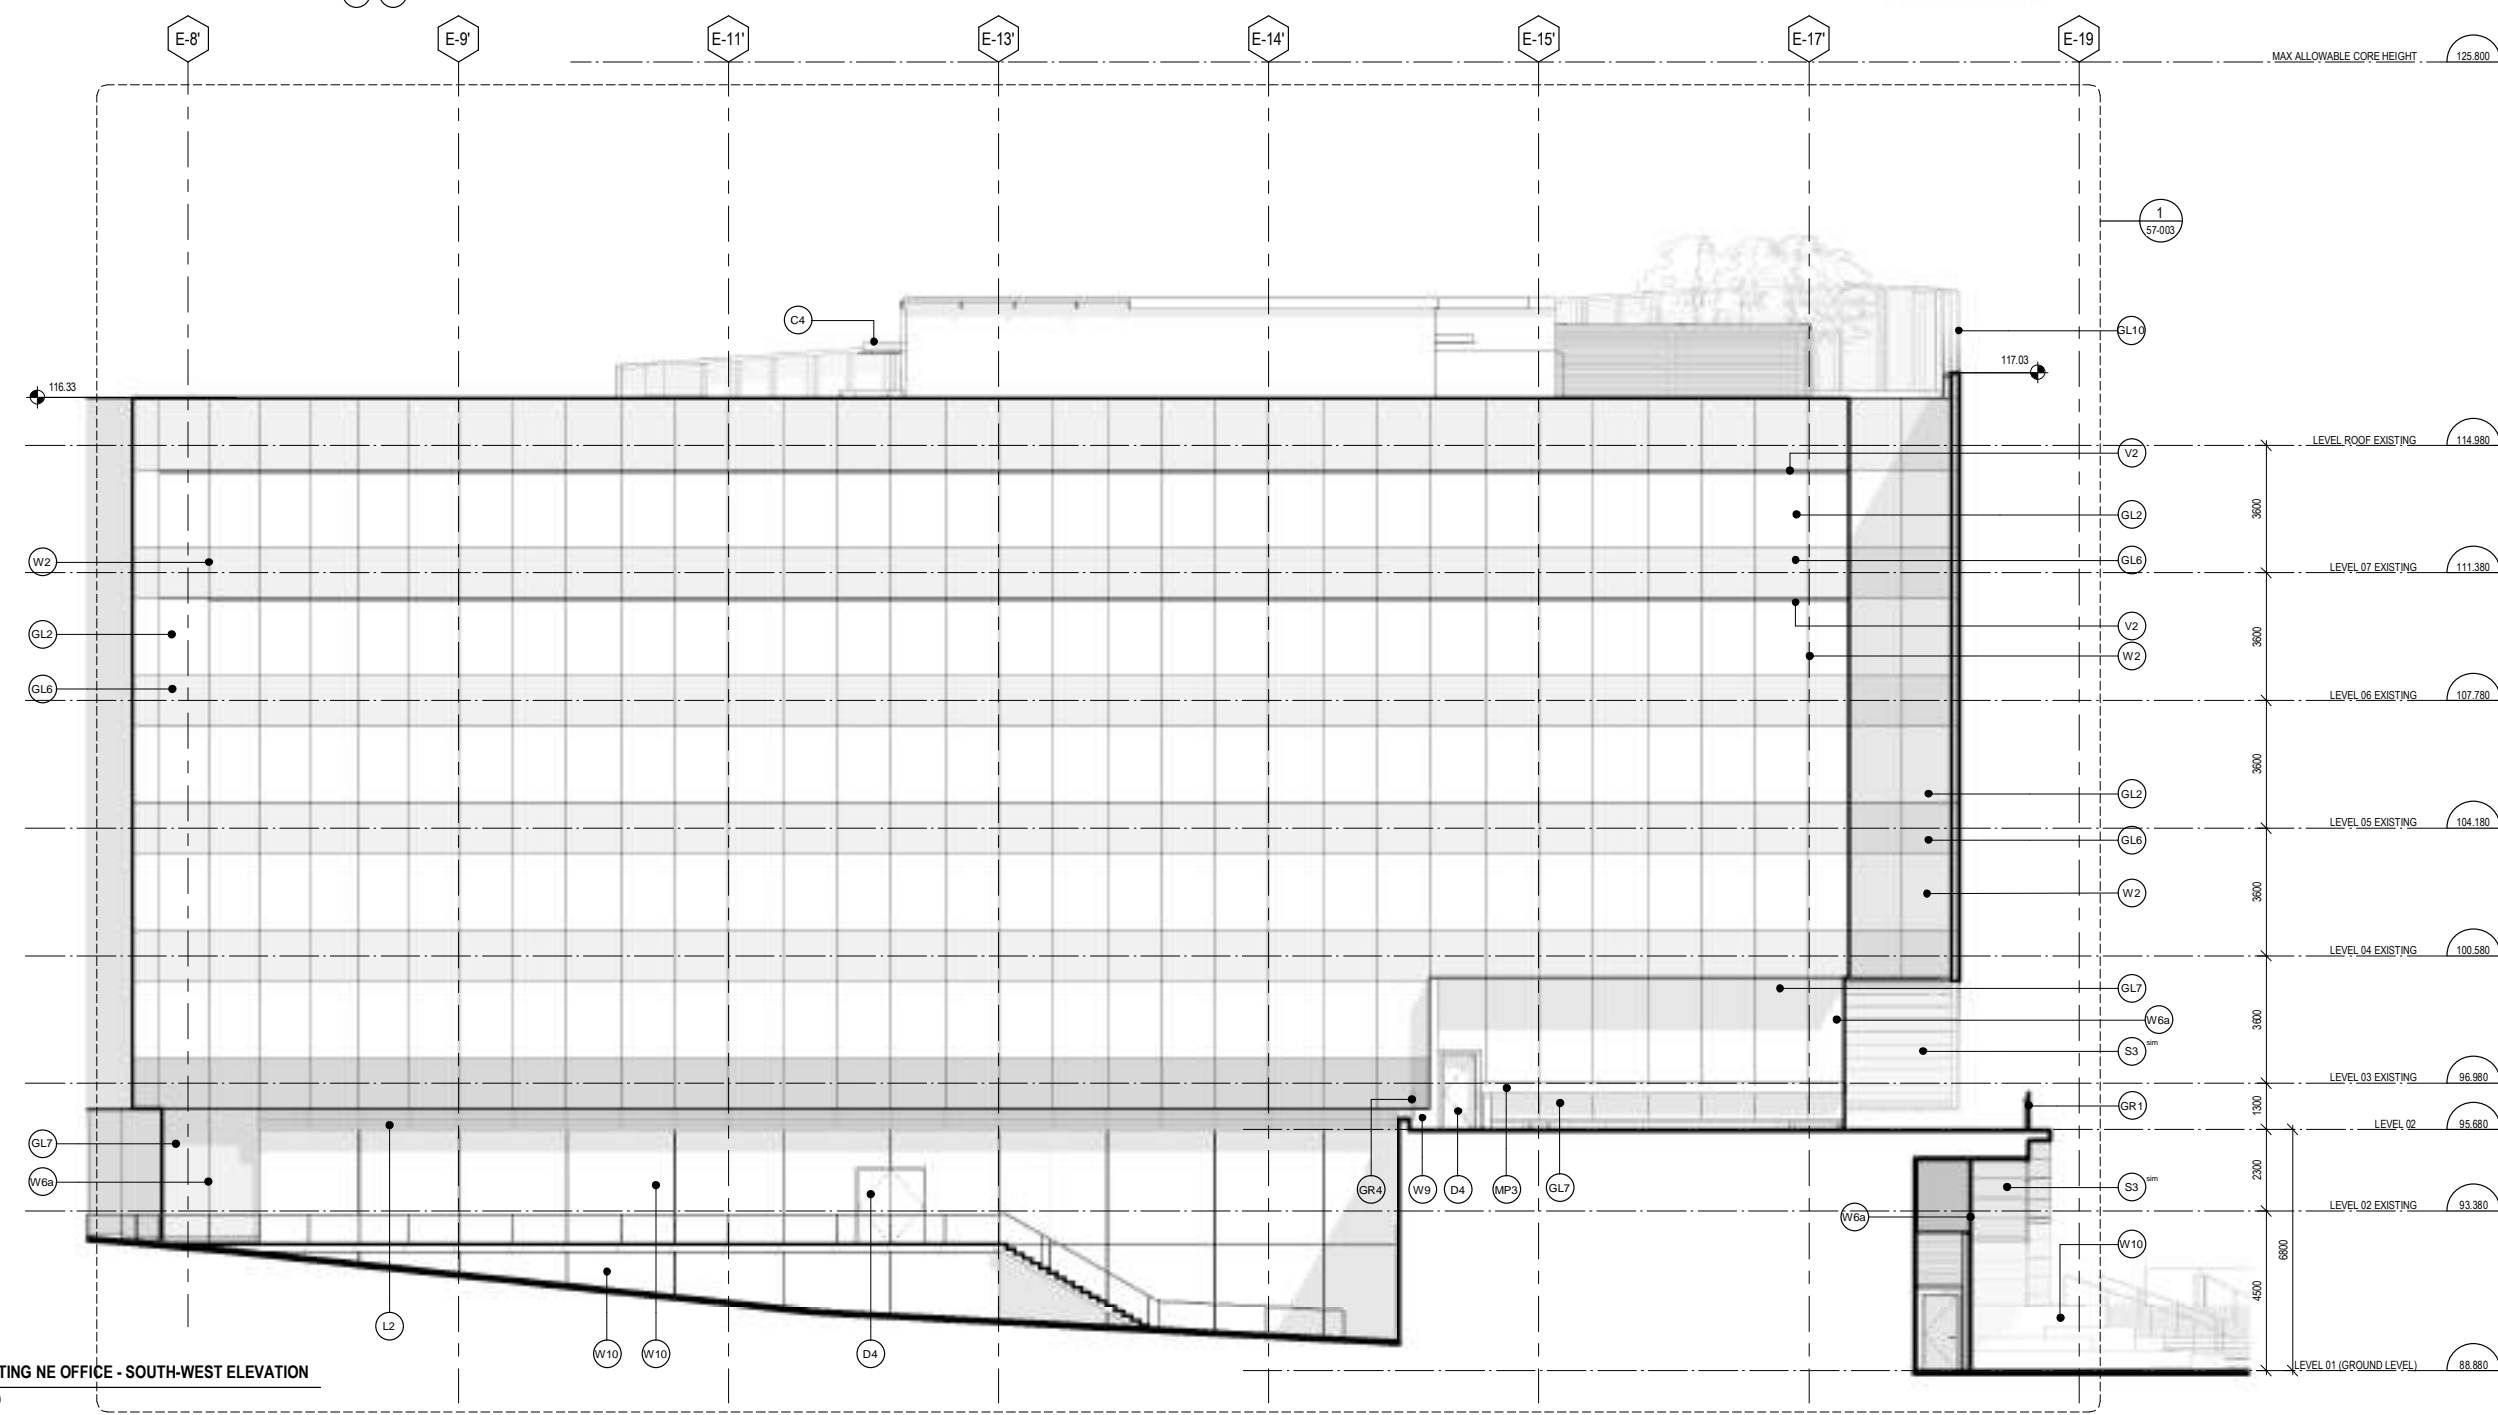 E-8' E-9' E-11' E-13' E-14' E-15' E-17' E-19
MAX ALLOWABLE CORE HEIGHT 125.800
1
57-003
C4
GL10
117.03
116.33
LEVEL ROOF EXISTING 114.980
V2
3600
GL2
W2
GL6
LEVEL 07 EXISTING 111.380
V2
3600
GL2
W2
GL6
LEVEL 06 EXISTING 107.780
3600
GL2
LEVEL 05 EXISTING 104.180
GL6
3600
W2
LEVEL 04 EXISTING 100.580
GL7
3600
W6a
S3 sim
LEVEL 03 EXISTING 96.980
GR1
1300
LEVEL 02 95.680
GL7
2300
W6a
GR4 W9 D4 MP3 GL7
S3 sim
LEVEL 02 EXISTING 93.380
W6a
W10
6800
4500
L2
W10 W10 D4
LEVEL 01 (GROUND LEVEL) 88.880
TING NE OFFICE - SOUTH-WEST ELEVATION